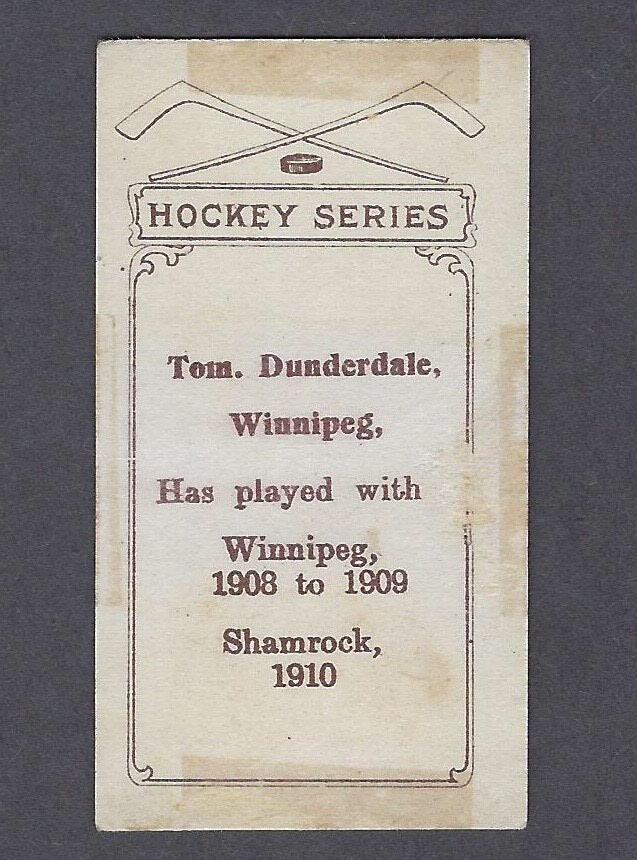 HOCKEY SERIES
Tom. Dunderdale,
Winnipeg,
Has played with
Winnipeg,
1908 to 1909
Shamrock,
1910